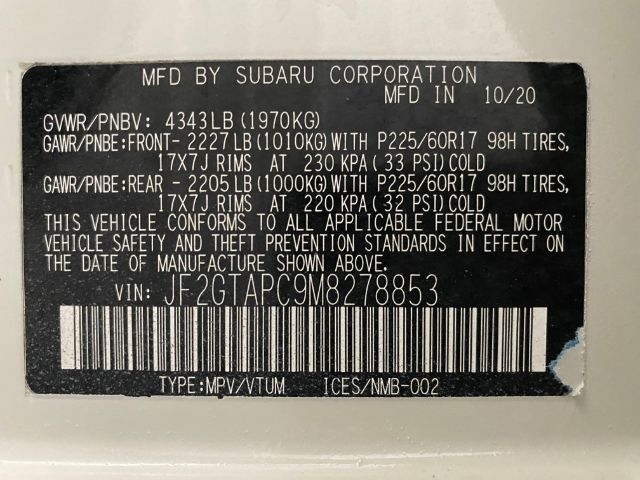 MFD BY SUBARU CORPORATION
MFD IN 10/20
GVWR/PNBV: 4343LB(1970KG)
GAWR/PNBE:FRONT- 2227LB(1010KG)WITH P225/60R17 98H TIRES,
17X7J RIMS AT 230 KPA(33 PSI)COLD
GAWR/PNBE:REAR - 2205LB(1000KG)WITH P225/60R17 98H TIRES,
17X7J RIMS AT 220 KPA(32 PSI)COLD
THIS VEHICLE CONFORMS TO ALL APPLICABLE FEDERAL MOTOR
VEHICLE SAFETY AND THEFT PREVENTION STANDARDS IN EFFECT ON
THE DATE OF MANUFACTURE SHOWN ABOVE.
VIN: JF2GTAPC9M8278853
TYPE:MPV/VTUM ICES/NMB-002